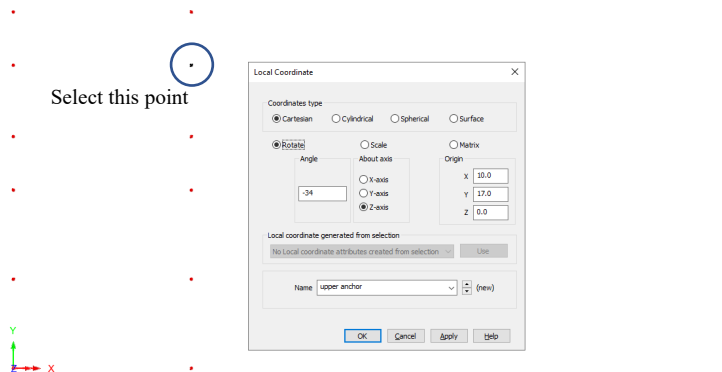 Select this point
Local Coordinate
Coordinates type
Cartesian Cylindrical Spherical Surface
Rotate Scale Matrix
Angle About axis Origin
X-axis X 10.0
-34 Y-axis Y 17.0
Z-axis Z 0.0
Local coordinate generated from selection
No Local coordinate attributes created from selection Use
Name upper anchor (new)
OK Cancel Apply Help
Y
Z X